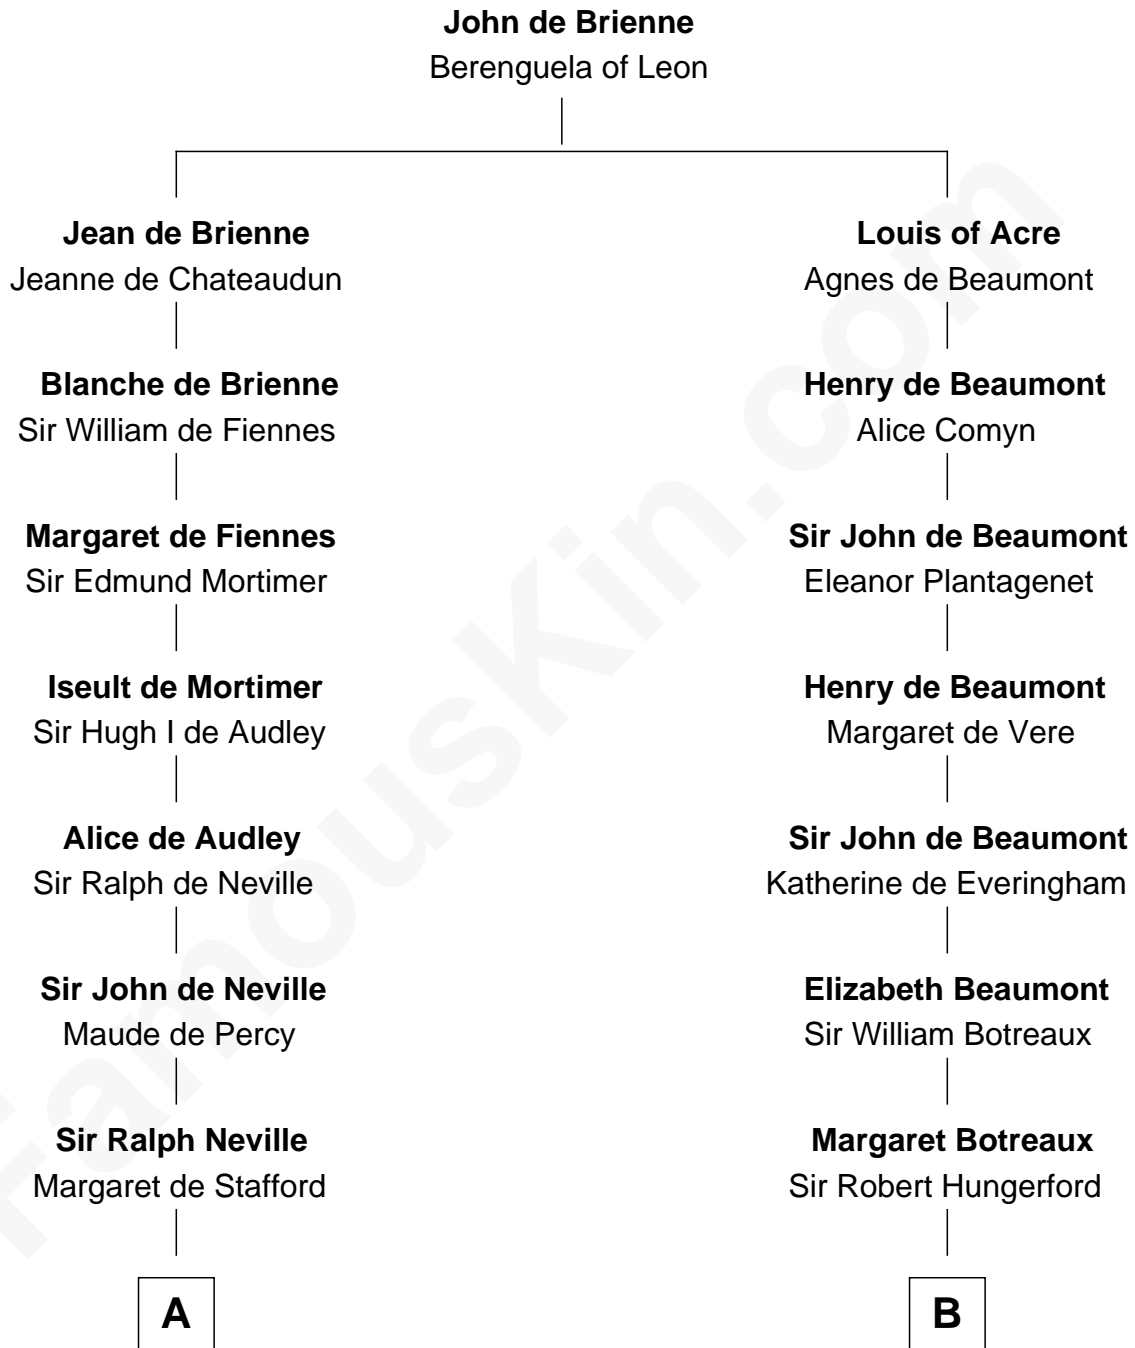 John de Brienne
Berenguela of Leon
Jean de Brienne
Jeanne de Chateaudun
Louis of Acre
Agnes de Beaumont
Blanche de Brienne
Sir William de Fiennes
Henry de Beaumont
Alice Comyn
Margaret de Fiennes
Sir Edmund Mortimer
Sir John de Beaumont
Eleanor Plantagenet
Iseult de Mortimer
Sir Hugh I de Audley
Henry de Beaumont
Margaret de Vere
Alice de Audley
Sir Ralph de Neville
Sir John de Beaumont
Katherine de Everingham
Sir John de Neville
Maude de Percy
Elizabeth Beaumont
Sir William Botreaux
Sir Ralph Neville
Margaret de Stafford
Margaret Botreaux
Sir Robert Hungerford
A
B
FamousKin.com